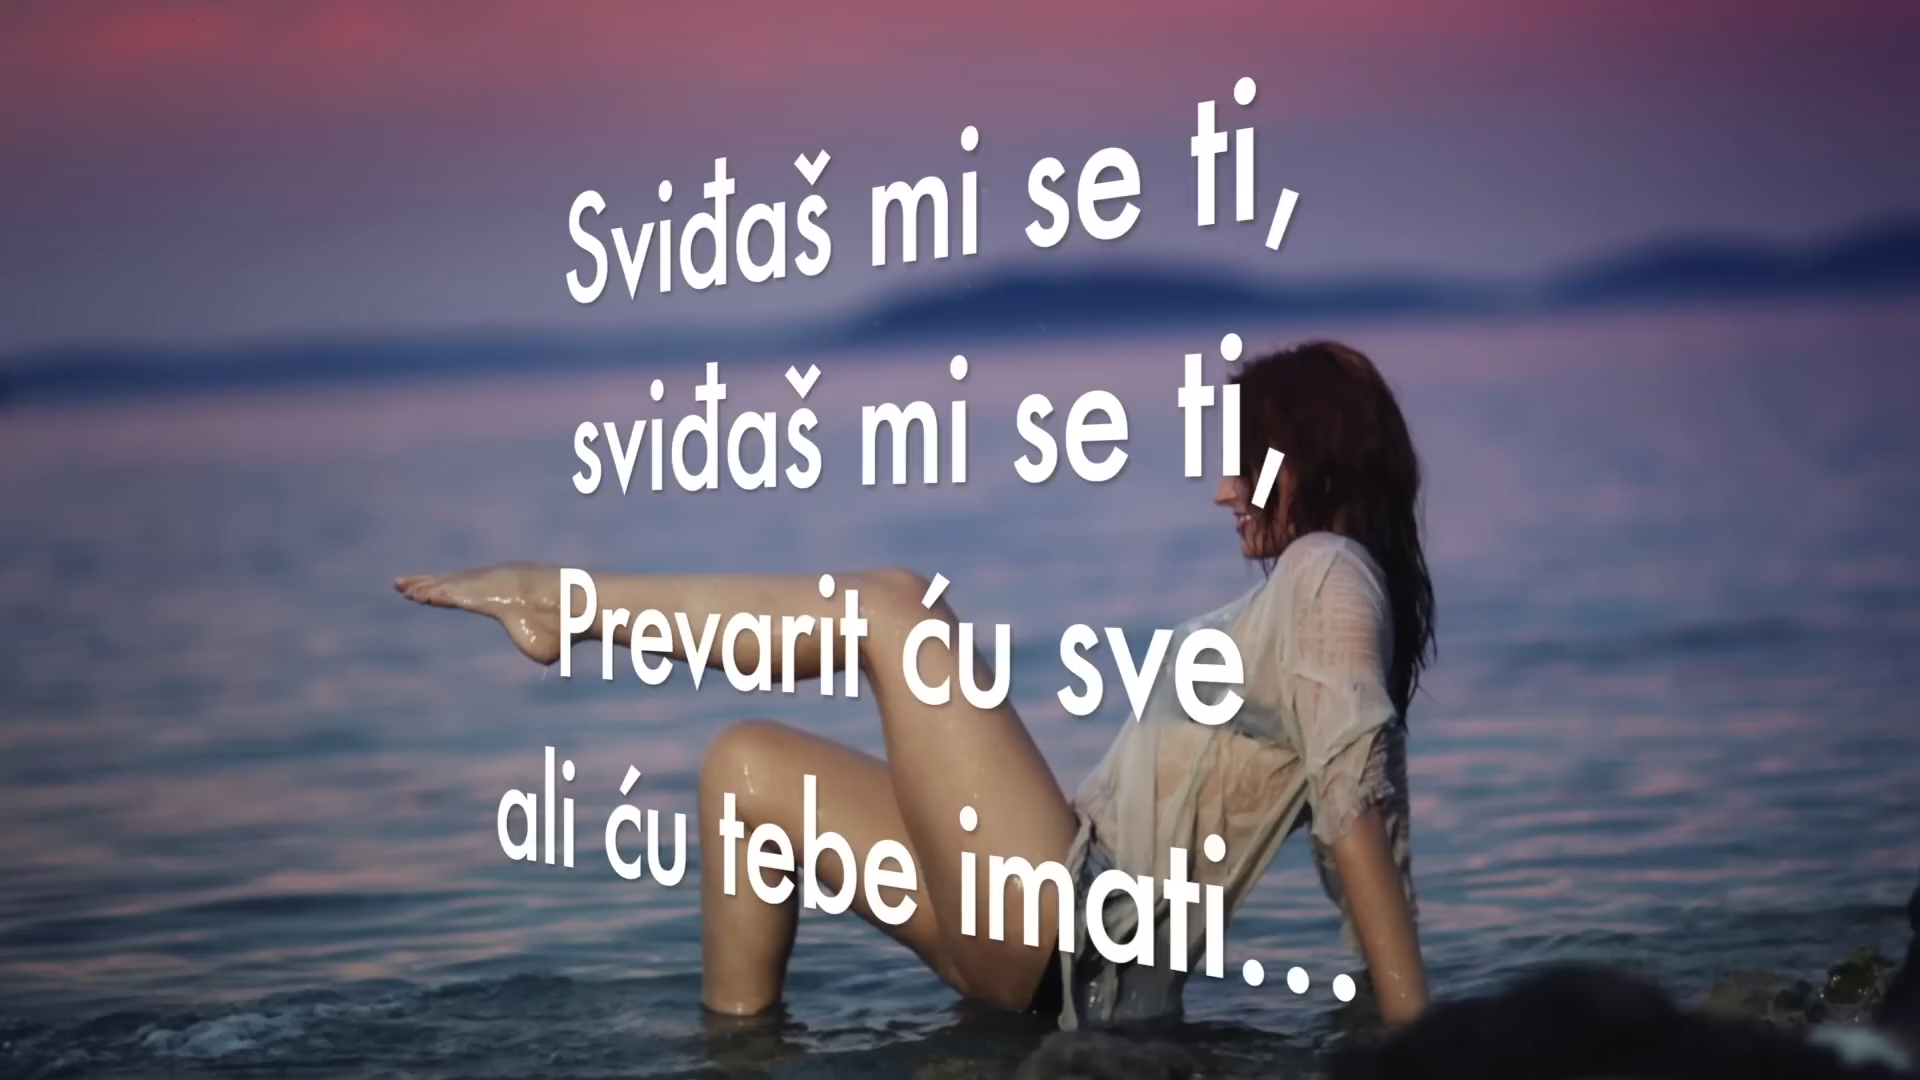 Sviđaš mi se ti,
sviđaš mi se ti,
Prevarit ću sve
ali ću tebe imati...